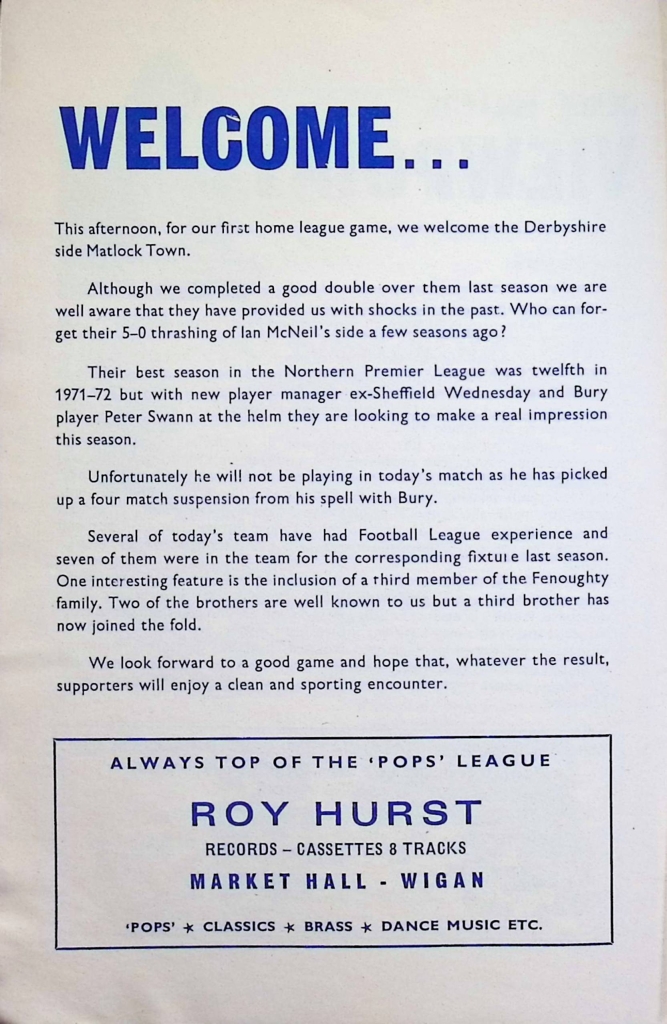 WELCOME...
This afternoon, for our first home league game, we welcome the Derbyshire
side Matlock Town.
Although we completed a good double over them last season we are
well aware that they have provided us with shocks in the past. Who can for-
get their 5–0 thrashing of Ian McNeil's side a few seasons ago?
Their best season in the Northern Premier League was twelfth in
1971–72 but with new player manager ex-Sheffield Wednesday and Bury
player Peter Swann at the helm they are looking to make a real impression
this season.
Unfortunately he will not be playing in today's match as he has picked
up a four match suspension from his spell with Bury.
Several of today's team have had Football League experience and
seven of them were in the team for the corresponding fixture last season.
One interesting feature is the inclusion of a third member of the Fenoughty
family. Two of the brothers are well known to us but a third brother has
now joined the fold.
We look forward to a good game and hope that, whatever the result,
supporters will enjoy a clean and sporting encounter.
ALWAYS TOP OF THE 'POPS' LEAGUE
ROY HURST
RECORDS – CASSETTES 8 TRACKS
MARKET HALL - WIGAN
'POPS' ★ CLASSICS ★ BRASS ★ DANCE MUSIC ETC.